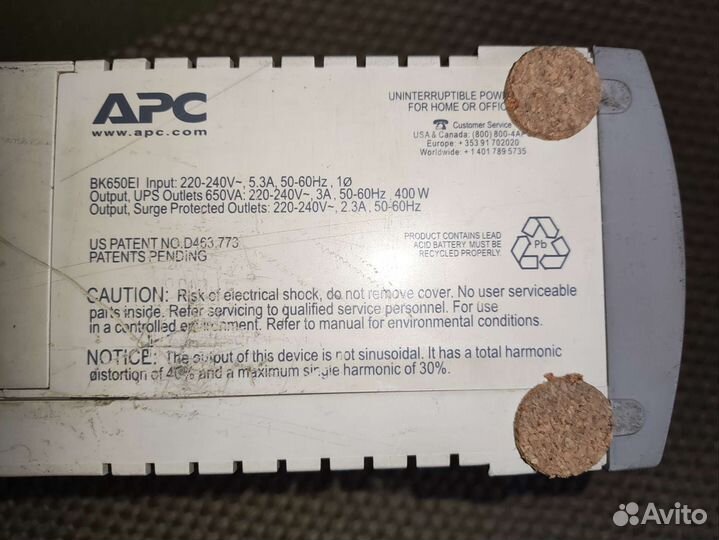 APC
www.apc.com
UNINTERRUPTIBLE POWE
FOR HOME OR OFFIC
Customer Service
USA & Canada: (800) 800-4AP
Europe: +353 91 702020
Worldwide: +1 401 789 5735
BK650EI Input: 220-240V~, 5.3A, 50-60Hz, 1Ø
Output, UPS Outlets 650VA: 220-240V~, 3A, 50-60Hz, 400 W
Output, Surge Protected Outlets: 220-240V~, 2.3A, 50-60Hz
US PATENT NO.D463,773
PATENTS PENDING
PRODUCT CONTAINS LEAD
ACID BATTERY. MUST BE
RECYCLED PROPERLY.
Pb
CAUTION: Risk of electrical shock, do not remove cover. No user serviceable
parts inside. Refer servicing to qualified service personnel. For use
in a controlled environment. Refer to manual for environmental conditions.
NOTICE: The output of this device is not sinusoidal. It has a total harmonic
distortion of 40% and a maximum single harmonic of 30%.
Avito